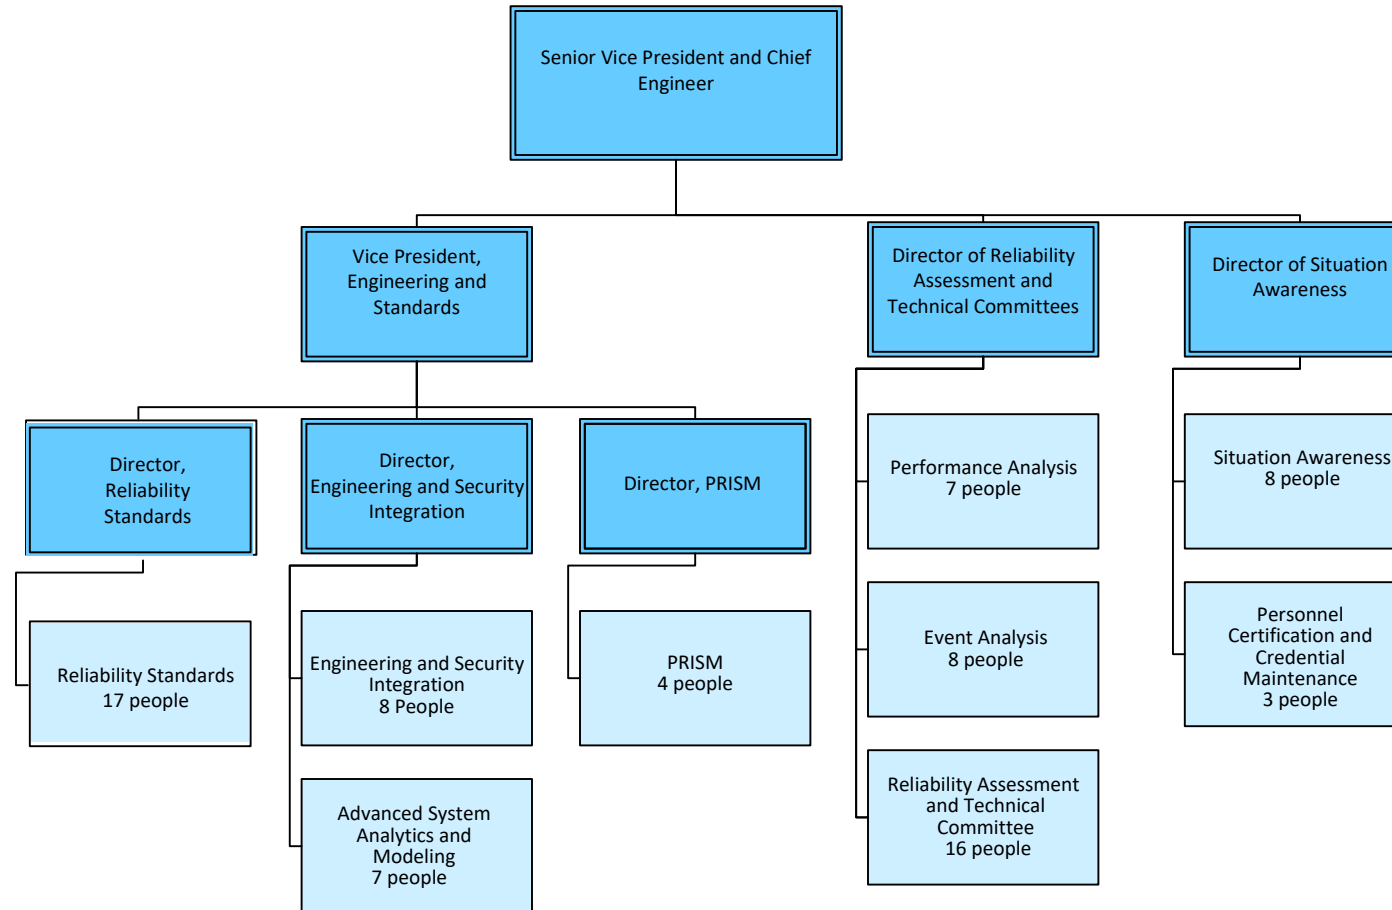 Senior Vice President and Chief
Engineer
Vice President,
Engineering and
Standards
Director of Reliability
Assessment and
Technical Committees
Director of Situation
Awareness
Director,
Reliability
Standards
Director,
Engineering and Security
Integration
Director, PRISM
Performance Analysis
7 people
Situation Awareness
8 people
Reliability Standards
17 people
Engineering and Security
Integration
8 People
PRISM
4 people
Event Analysis
8 people
Personnel
Certification and
Credential
Maintenance
3 people
Advanced System
Analytics and
Modeling
7 people
Reliability Assessment
and Technical
Committee
16 people